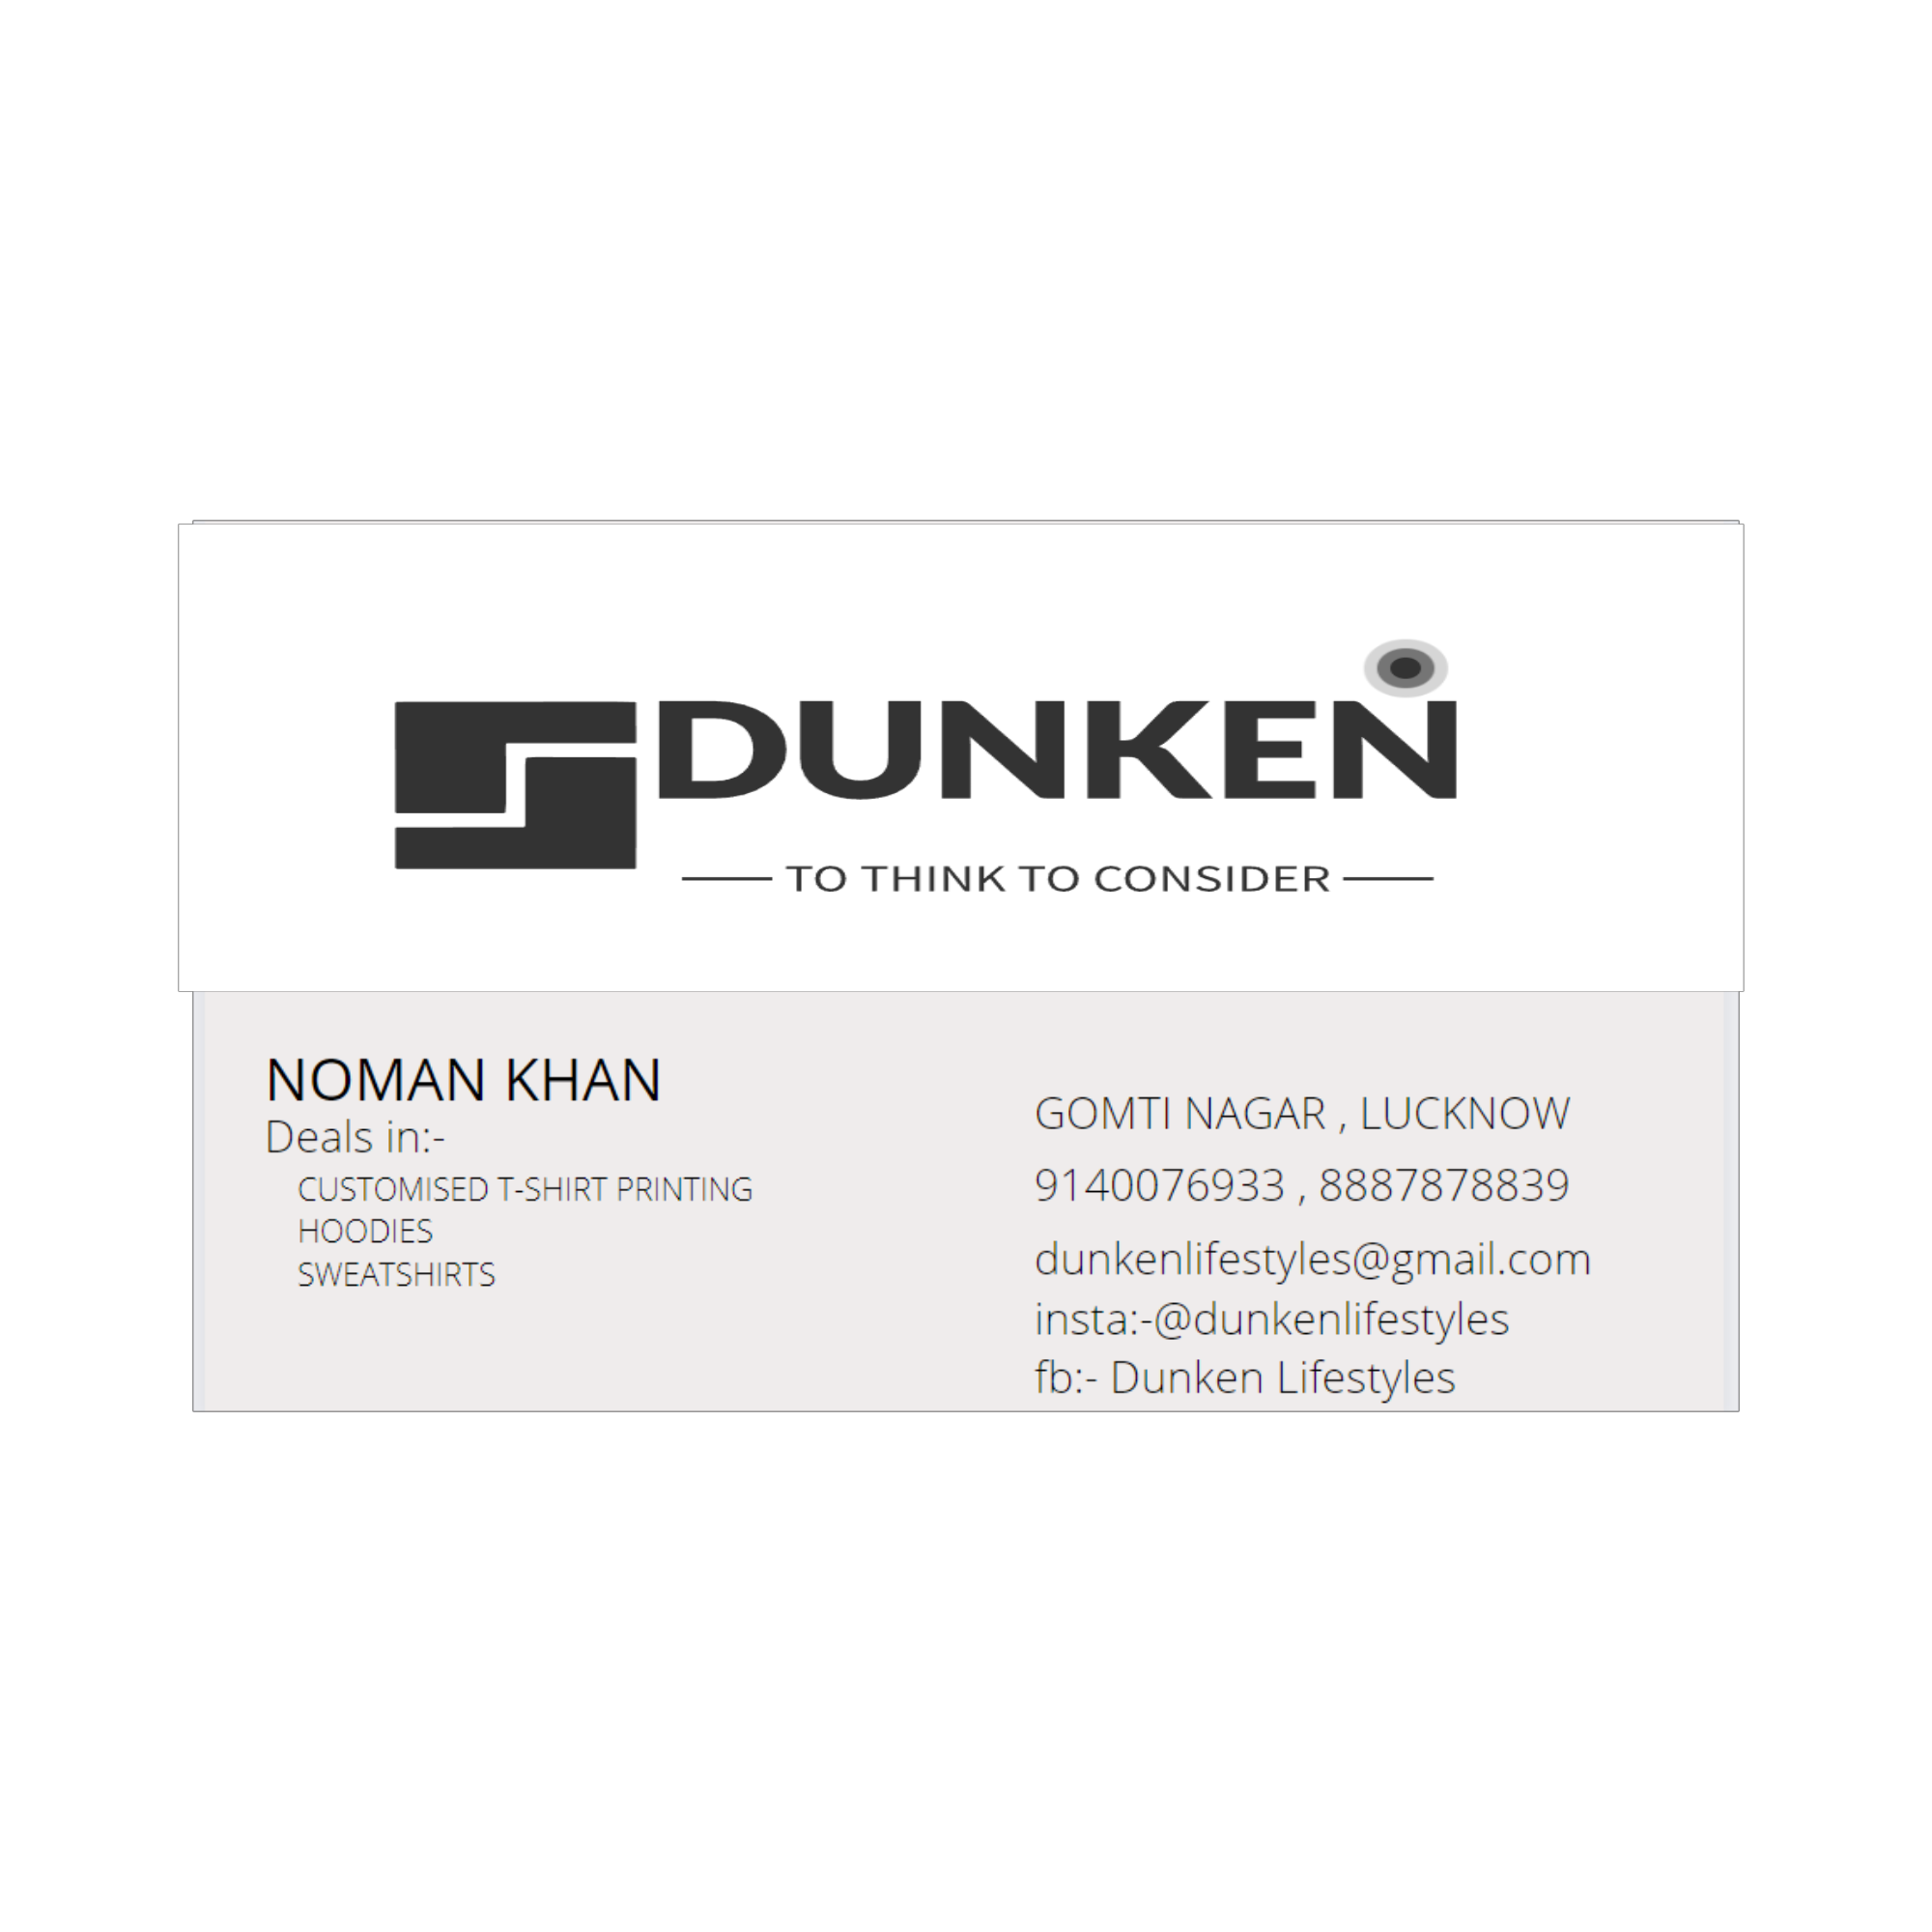 DUNKEN
TO THINK TO CONSIDER
NOMAN KHAN
Deals in:-
CUSTOMISED T-SHIRT PRINTING
HOODIES
SWEATSHIRTS
GOMTI NAGAR , LUCKNOW
9140076933 , 8887878839
dunkenlifestyles@gmail.com
insta:-@dunkenlifestyles
fb:- Dunken Lifestyles